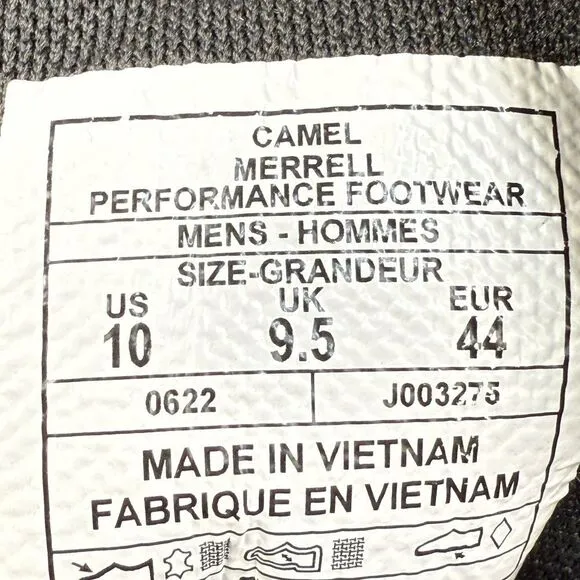 CAMEL
MERRELL
PERFORMANCE FOOTWEAR
MENS - HOMMES
SIZE-GRANDEUR
US UK EUR
10 9.5 44
0622 J003275
MADE IN VIETNAM
FABRIQUE EN VIETNAM